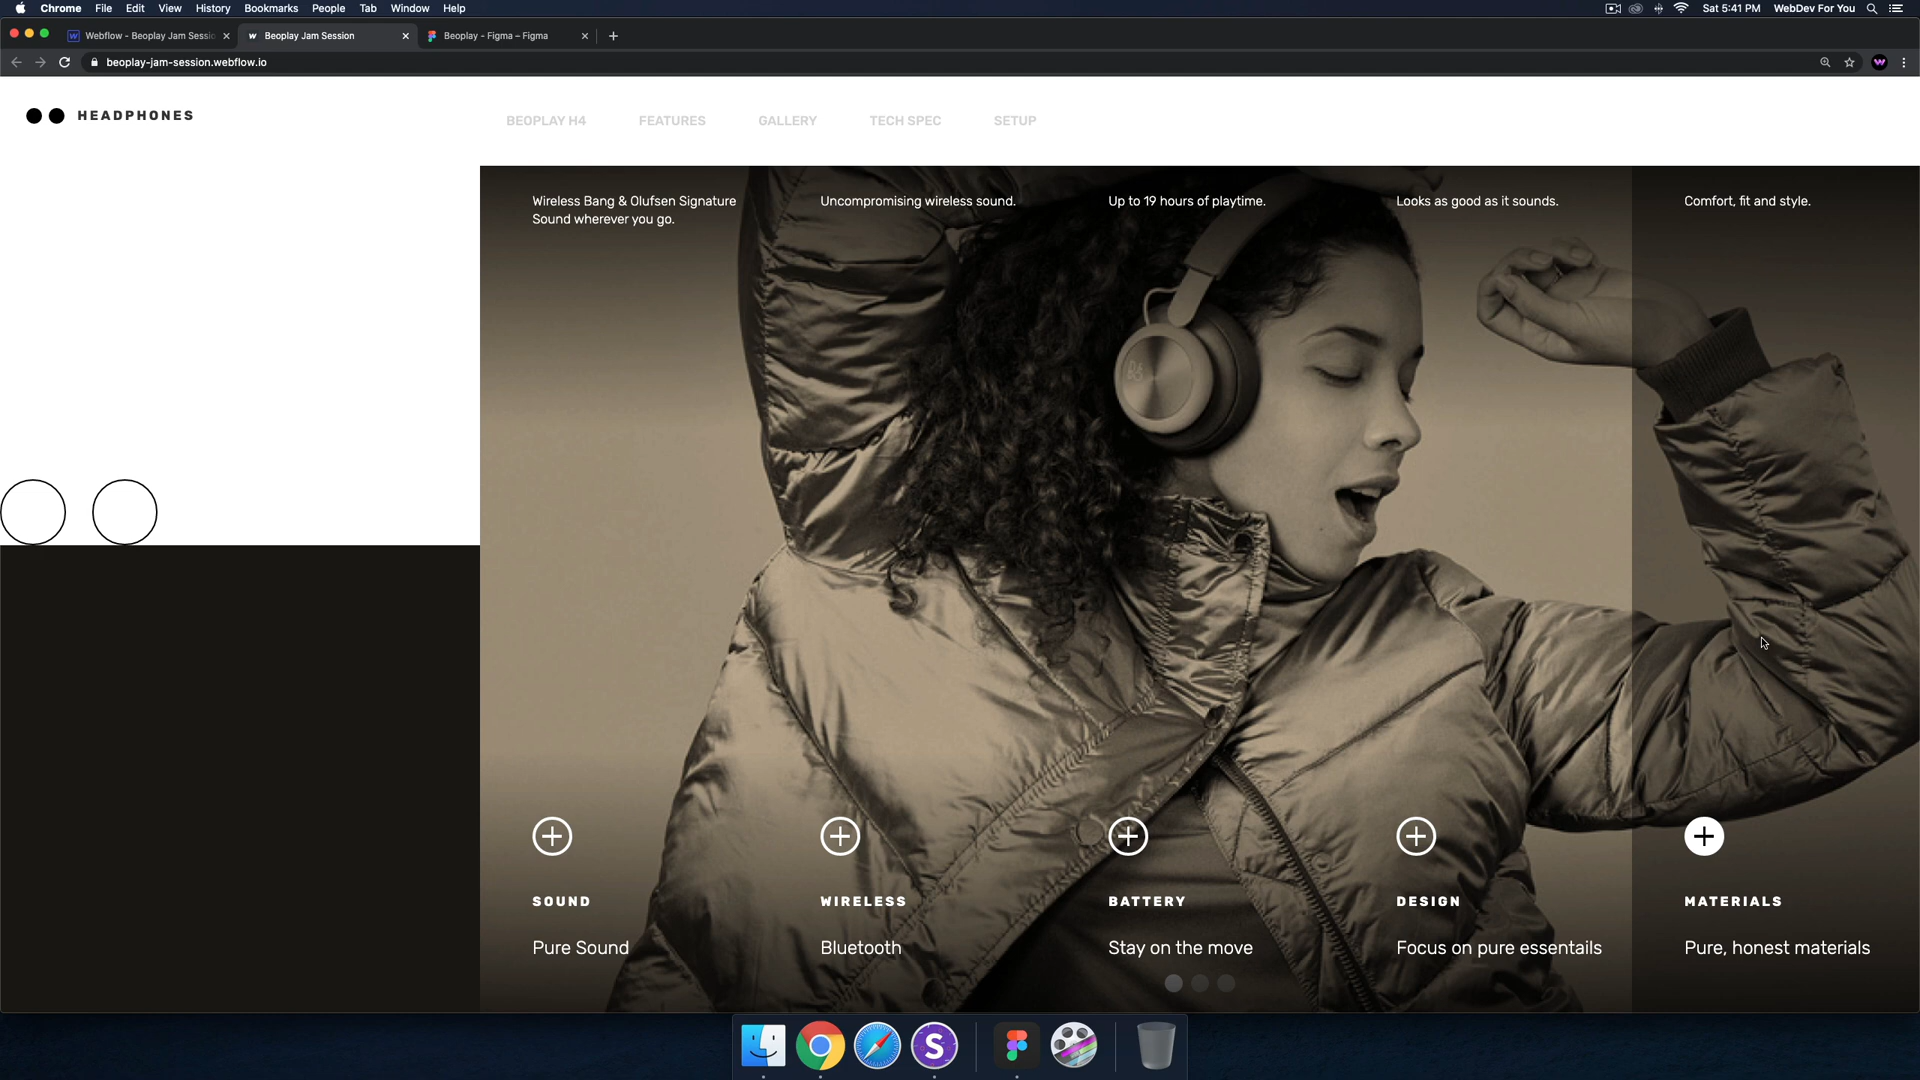 Chrome File Edit View History Bookmarks People Tab Window Help
Sat 5:41 PM WebDev For You
Webflow - Beoplay Jam Sessio
Beoplay Jam Session
Beoplay - Figma – Figma
beoplay-jam-session.webflow.io
HEADPHONES
BEOPLAY H4 FEATURES GALLERY TECH SPEC SETUP
Wireless Bang & Olufsen Signature
Sound wherever you go.
Uncompromising wireless sound.
Up to 19 hours of playtime.
Looks as good as it sounds.
Comfort, fit and style.
SOUND
Pure Sound
WIRELESS
Bluetooth
BATTERY
Stay on the move
DESIGN
Focus on pure essentails
MATERIALS
Pure, honest materials